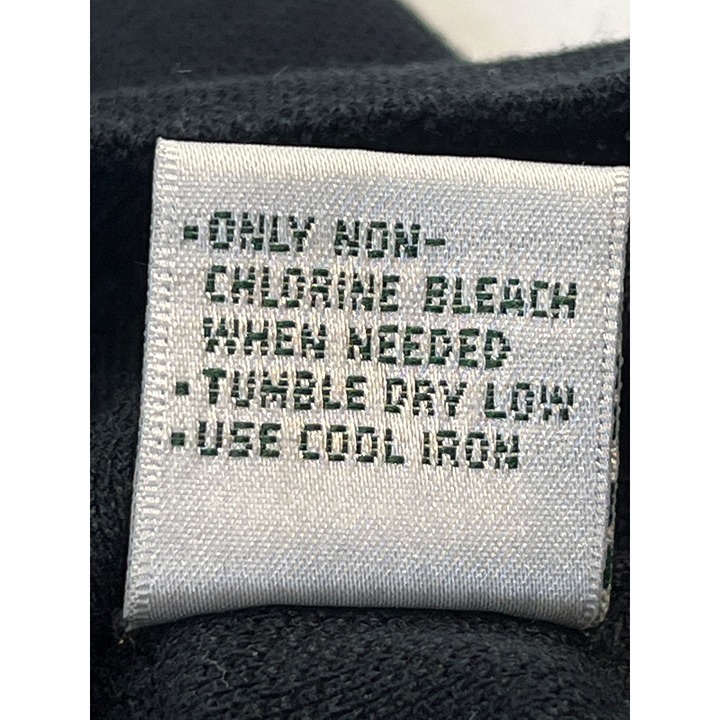 •ONLY NON-
CHLORINE BLEACH
WHEN NEEDED
•TUMBLE DRY LOW
•USE COOL IRON